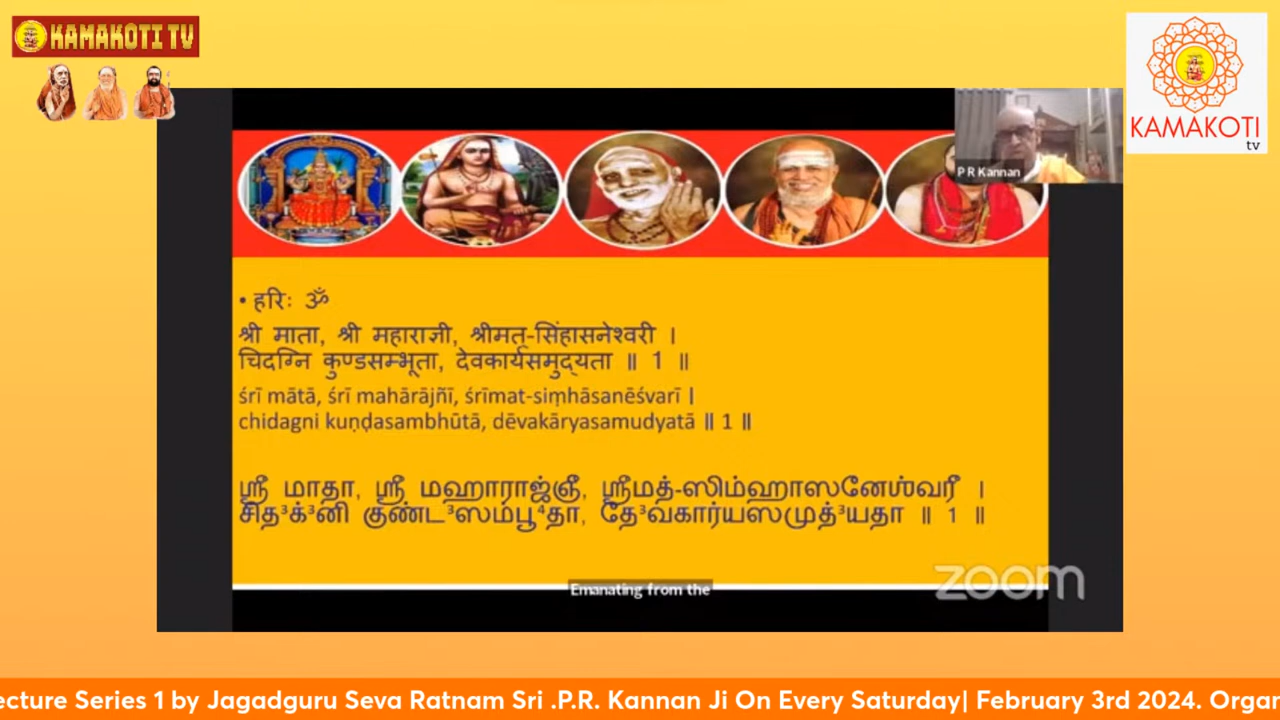 KAMAKOTI TV
KAMAKOTI
tv
P R Kannan
• हरिः ॐ
श्री माता, श्री महाराज्ञी, श्रीमत्-सिंहासनेश्वरी ।
चिदग्नि कुण्डसम्भूता, देवकार्यसमुद्यता ॥ 1 ॥
śrī mātā, śrī mahārājñī, śrīmat-siṃhāsanēśvarī |
chidagni kuṇḍasambhūtā, dēvakāryasamudyatā ‖ 1 ‖
ஶ்ரீ மாதா, ஶ்ரீ மஹாராஜ்ஞீ, ஶ்ரீமத்-ஸிம்ஹாஸனேஶ்வரீ ।
சித³க்³னி குண்ட³ஸம்பூ⁴தா, தே³வகார்யஸமுத்³யதா ॥ 1 ॥
Emanating from the
zoom
ecture Series 1 by Jagadguru Seva Ratnam Sri .P.R. Kannan Ji On Every Saturday| February 3rd 2024. Organ